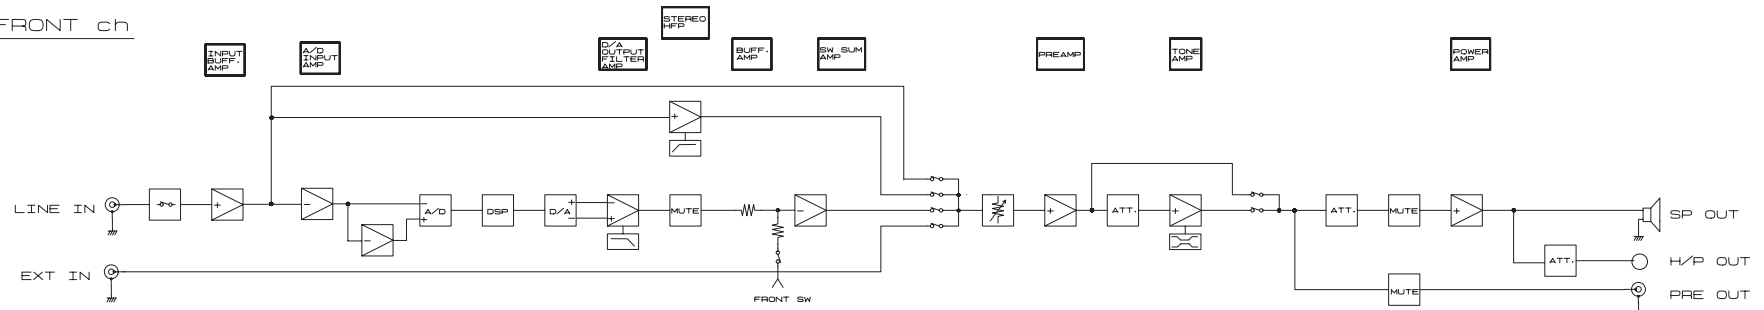 FRONT ch
STEREO
HFP
INPUT
BUFF.
AMP
A/D
INPUT
AMP
D/A
OUTPUT
FILTER
AMP
BUFF.
AMP
SW SUM
AMP
PREAMP
TONE
AMP
POWER
AMP
+
LINE IN
+
−
−
−
+
A/D
DSP
D/A
+
−
−
+
MUTE
−
+
ATT.
+
ATT.
MUTE
+
SP OUT
ATT.
H/P OUT
EXT IN
FRONT SW
MUTE
PRE OUT